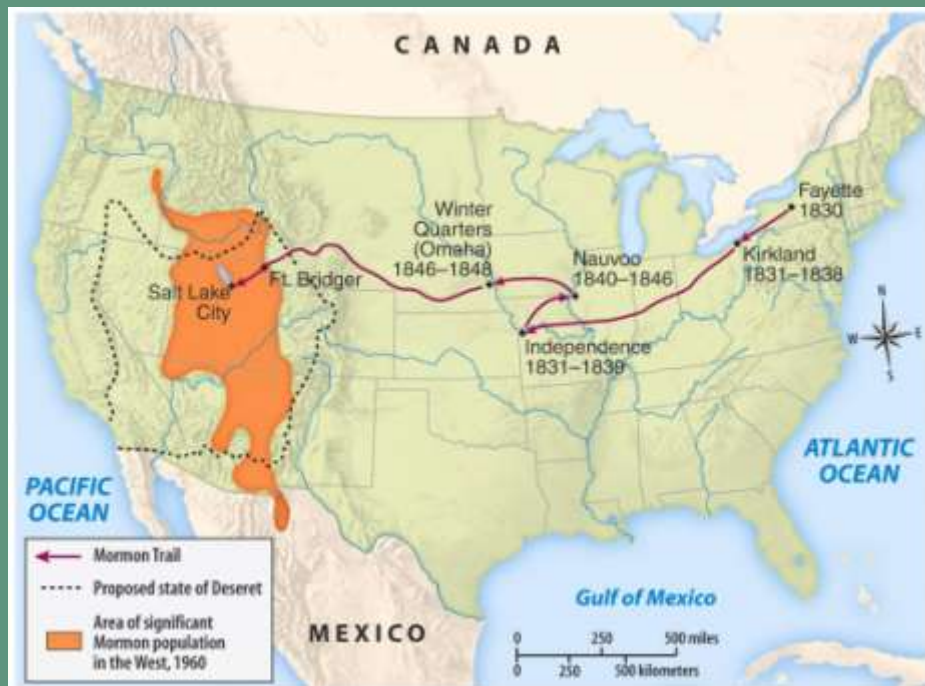 CANADA
Fayette
1830
Winter
Quarters
(Omaha)
1846–1848
Nauvoo
1840–1846
Kirkland
1831–1838
Ft. Bridger
Salt Lake
City
Independence
1831–1839
N
W
E
S
PACIFIC
OCEAN
ATLANTIC
OCEAN
Mormon Trail
Proposed state of Deseret
Area of significant
Mormon population
in the West, 1960
MEXICO
Gulf of Mexico
0 250 500 miles
0 250 500 kilometers